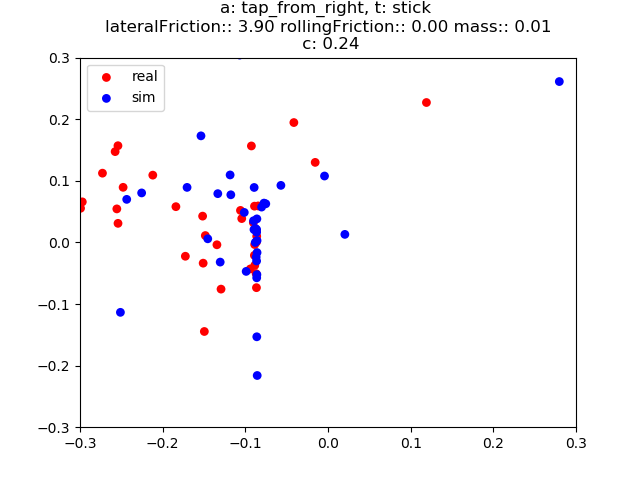 a: tap_from_right, t: stick
lateralFriction:: 3.90 rollingFriction:: 0.00 mass:: 0.01
c: 0.24
real
sim
0.3
0.2
0.1
0.0
−0.1
−0.2
−0.3
−0.3 −0.2 −0.1 0.0 0.1 0.2 0.3